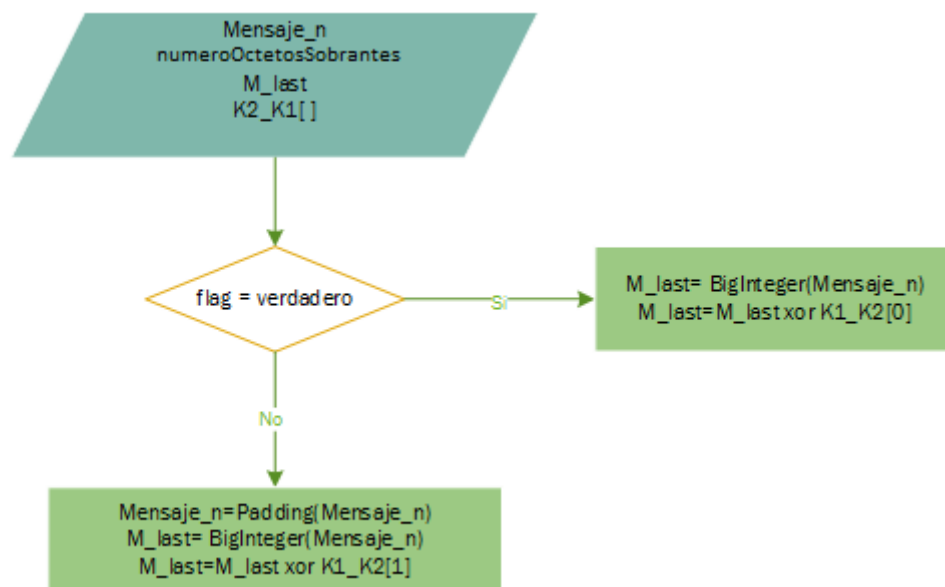 Mensaje_n
numeroOctetosSobrantes
M_last
K2_K1[ ]
flag = verdadero
Si
M_last= BigInteger(Mensaje_n)
M_last=M_last xor K1_K2[0]
No
Mensaje_n=Padding(Mensaje_n)
M_last= BigInteger(Mensaje_n)
M_last=M_last xor K1_K2[1]